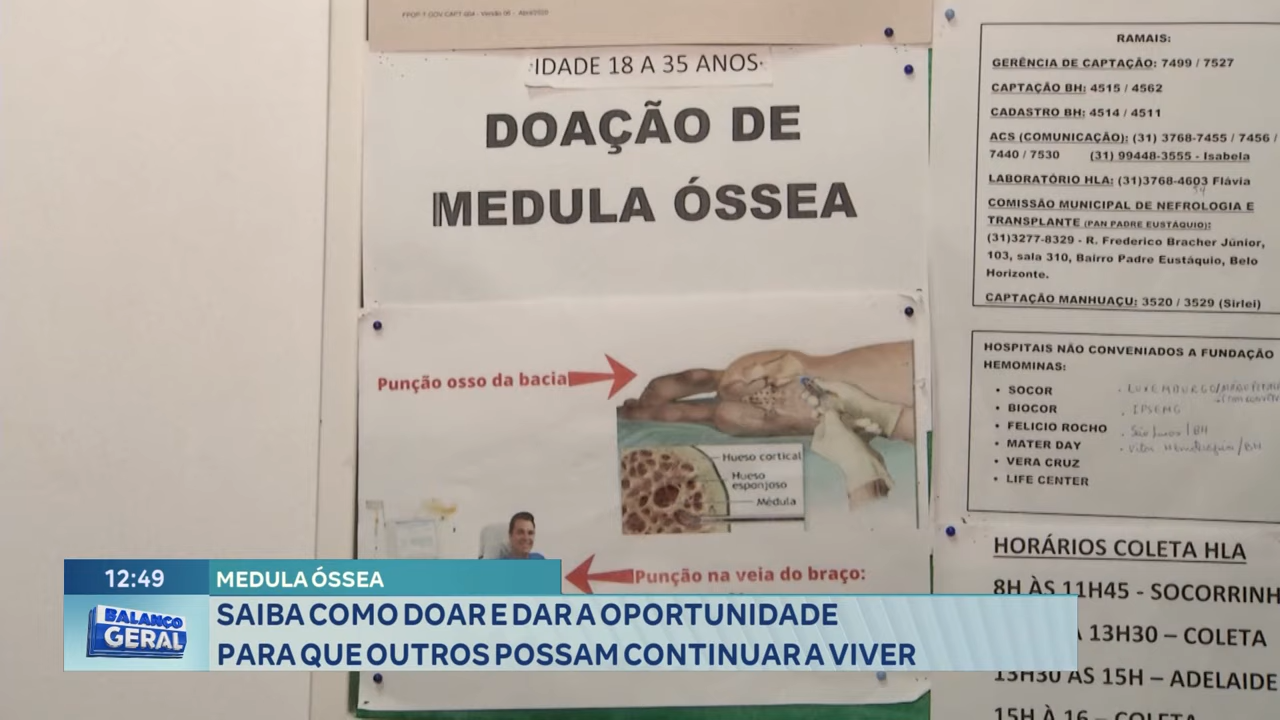 IDADE 18 A 35 ANOS
DOAÇÃO DE
MEDULA ÓSSEA
Punção osso da bacia
Hueso cortical
Hueso
esponjoso
Médula
Punção na veia do braço:
RAMAIS:
GERÊNCIA DE CAPTAÇÃO: 7499 / 7527
CAPTAÇÃO BH: 4515 / 4562
CADASTRO BH: 4514 / 4511
ACS (COMUNICAÇÃO): (31) 3768-7455 / 7456 /
7440 / 7530 (31) 99448-3555 - Isabela
LABORATÓRIO HLA: (31)3768-4603 Flávia
COMISSÃO MUNICIPAL DE NEFROLOGIA E
TRANSPLANTE (PAN PADRE EUSTÁQUIO):
(31)3277-8329 - R. Frederico Bracher Júnior,
103, sala 310, Bairro Padre Eustáquio, Belo
Horizonte.
CAPTAÇÃO MANHUAÇU: 3520 / 3529 (Sirlei)
HOSPITAIS NÃO CONVENIADOS A FUNDAÇÃO
HEMOMINAS:
• SOCOR
• BIOCOR
• FELICIO ROCHO
• MATER DAY
• VERA CRUZ
• LIFE CENTER
IPSEMG
HORÁRIOS COLETA HLA
8H ÀS 11H45 - SOCORRINH
13H30 – COLETA
13H30 ÀS 15H – ADELAIDE
15H À 16 – COLETA
12:49
MEDULA ÓSSEA
BALANÇO
GERAL
SAIBA COMO DOAR E DAR A OPORTUNIDADE
PARA QUE OUTROS POSSAM CONTINUAR A VIVER